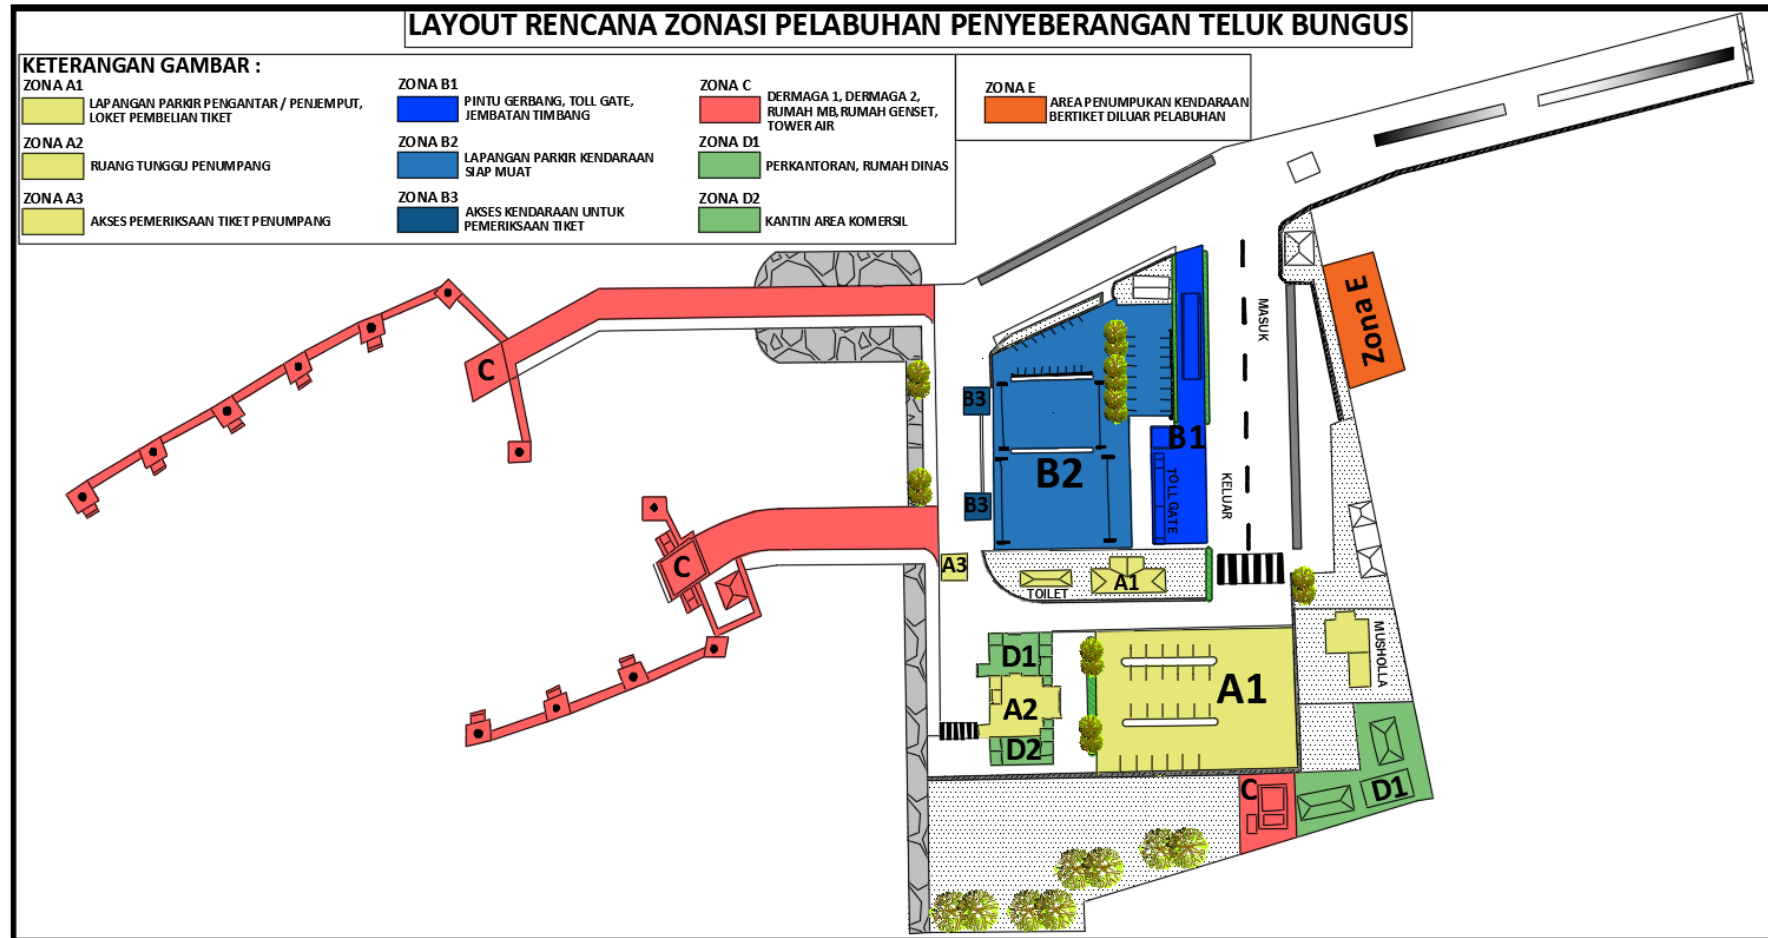 LAYOUT RENCANA ZONASI PELABUHAN PENYEBERANGAN TELUK BUNGUS
KETERANGAN GAMBAR :
ZONA A1
LAPANGAN PARKIR PENGANTAR / PENJEMPUT,
LOKET PEMBELIAN TIKET
ZONA A2
RUANG TUNGGU PENUMPANG
ZONA A3
AKSES PEMERIKSAAN TIKET PENUMPANG
ZONA B1
PINTU GERBANG, TOLL GATE,
JEMBATAN TIMBANG
ZONA B2
LAPANGAN PARKIR KENDARAAN
SIAP MUAT
ZONA B3
AKSES KENDARAAN UNTUK
PEMERIKSAAN TIKET
ZONA C
DERMAGA 1, DERMAGA 2,
RUMAH MB,RUMAH GENSET,
TOWER AIR
ZONA D1
PERKANTORAN, RUMAH DINAS
ZONA D2
KANTIN AREA KOMERSIL
ZONA E
AREA PENUMPUKAN KENDARAAN
BERTIKET DILUAR PELABUHAN
Zona E
MASUK
C
B3
B1
B2
TOLL GATE
KELUAR
B3
C
A3
A1
TOILET
D1
MUSHOLLA
A1
A2
D2
C
D1